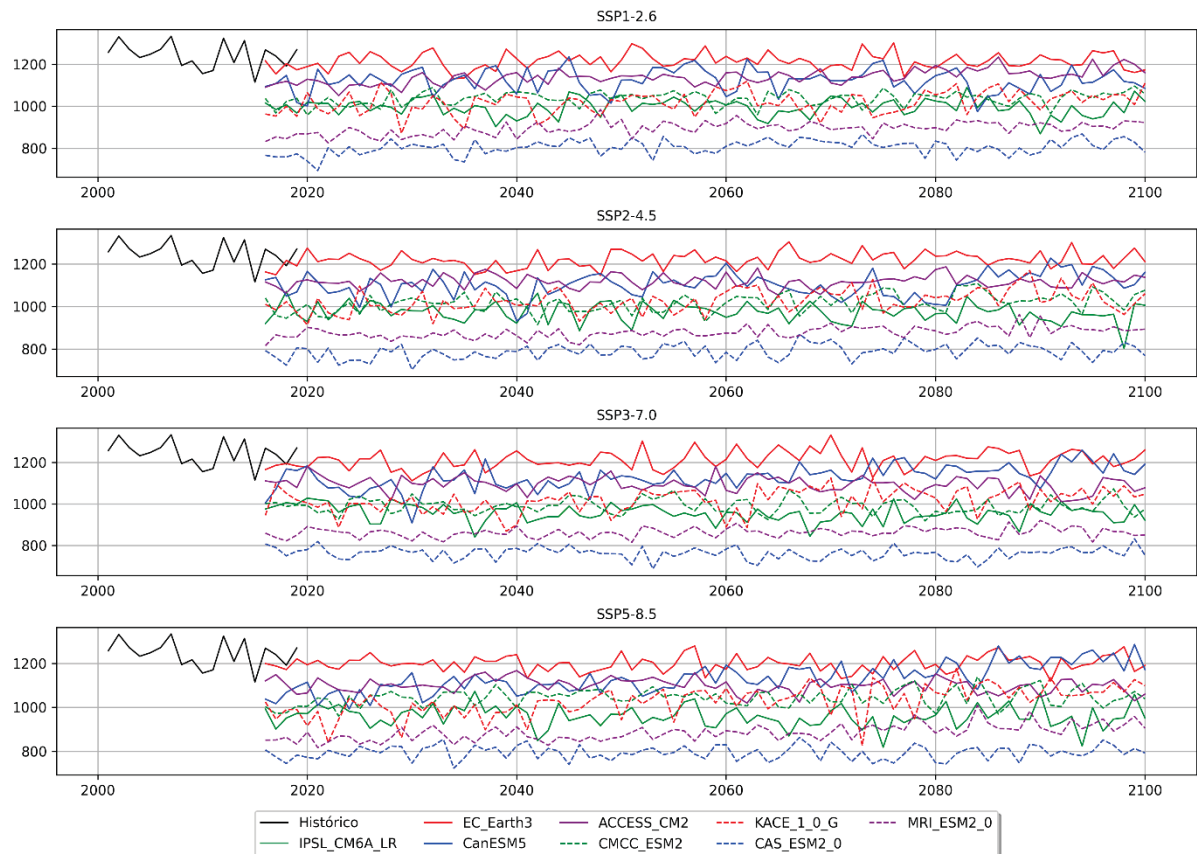 SSP1-2.6
1200
1000
800
2000 2020 2040 2060 2080 2100
SSP2-4.5
1200
1000
800
2000 2020 2040 2060 2080 2100
SSP3-7.0
1200
1000
800
2000 2020 2040 2060 2080 2100
SSP5-8.5
1200
1000
800
2000 2020 2040 2060 2080 2100
Histórico EC_Earth3 ACCESS_CM2 KACE_1_0_G MRI_ESM2_0
IPSL_CM6A_LR CanESM5 CMCC_ESM2 CAS_ESM2_0